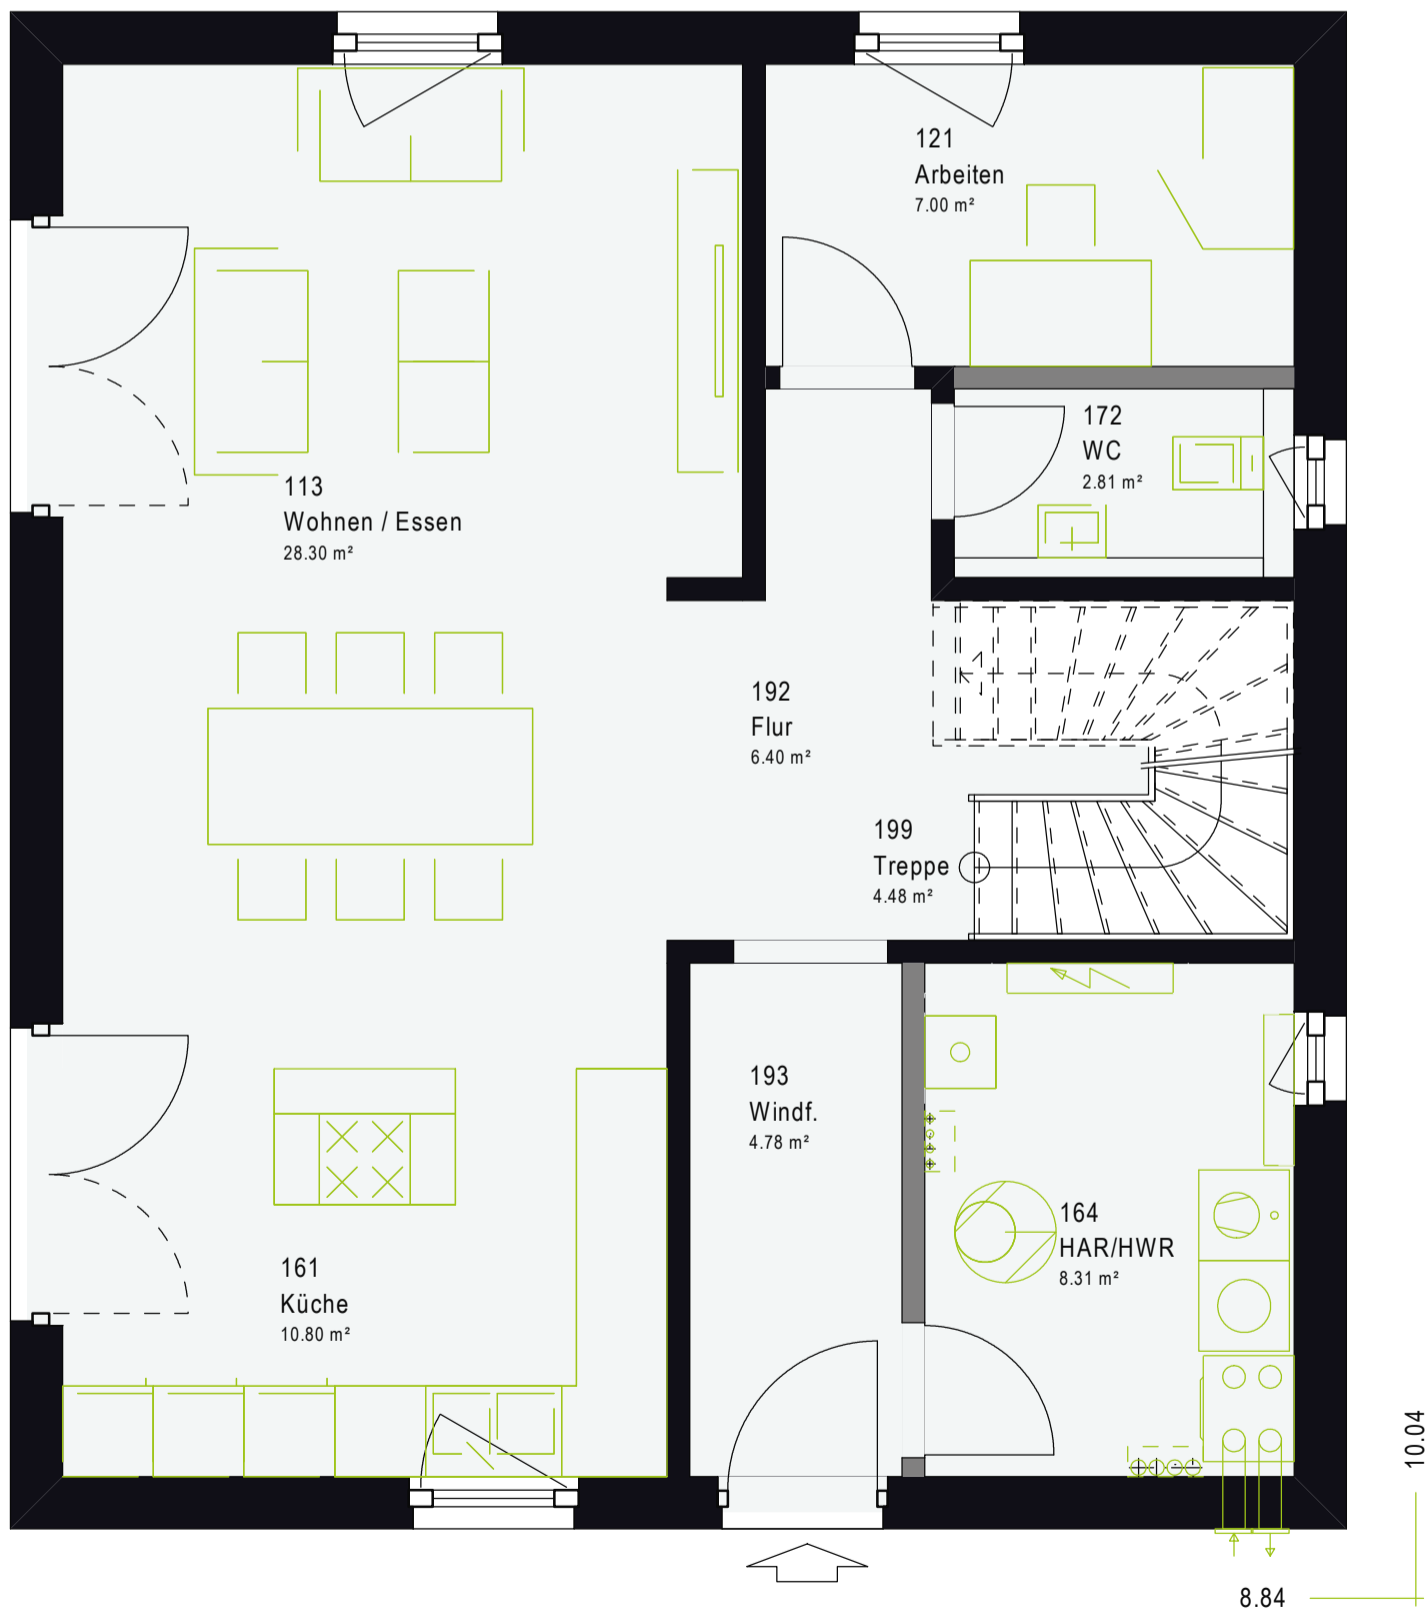 121
Arbeiten
7.00 m²
172
WC
2.81 m²
113
Wohnen / Essen
28.30 m²
192
Flur
6.40 m²
199
Treppe
4.48 m²
193
Windf.
4.78 m²
164
HAR/HWR
8.31 m²
161
Küche
10.80 m²
10.04
8.84